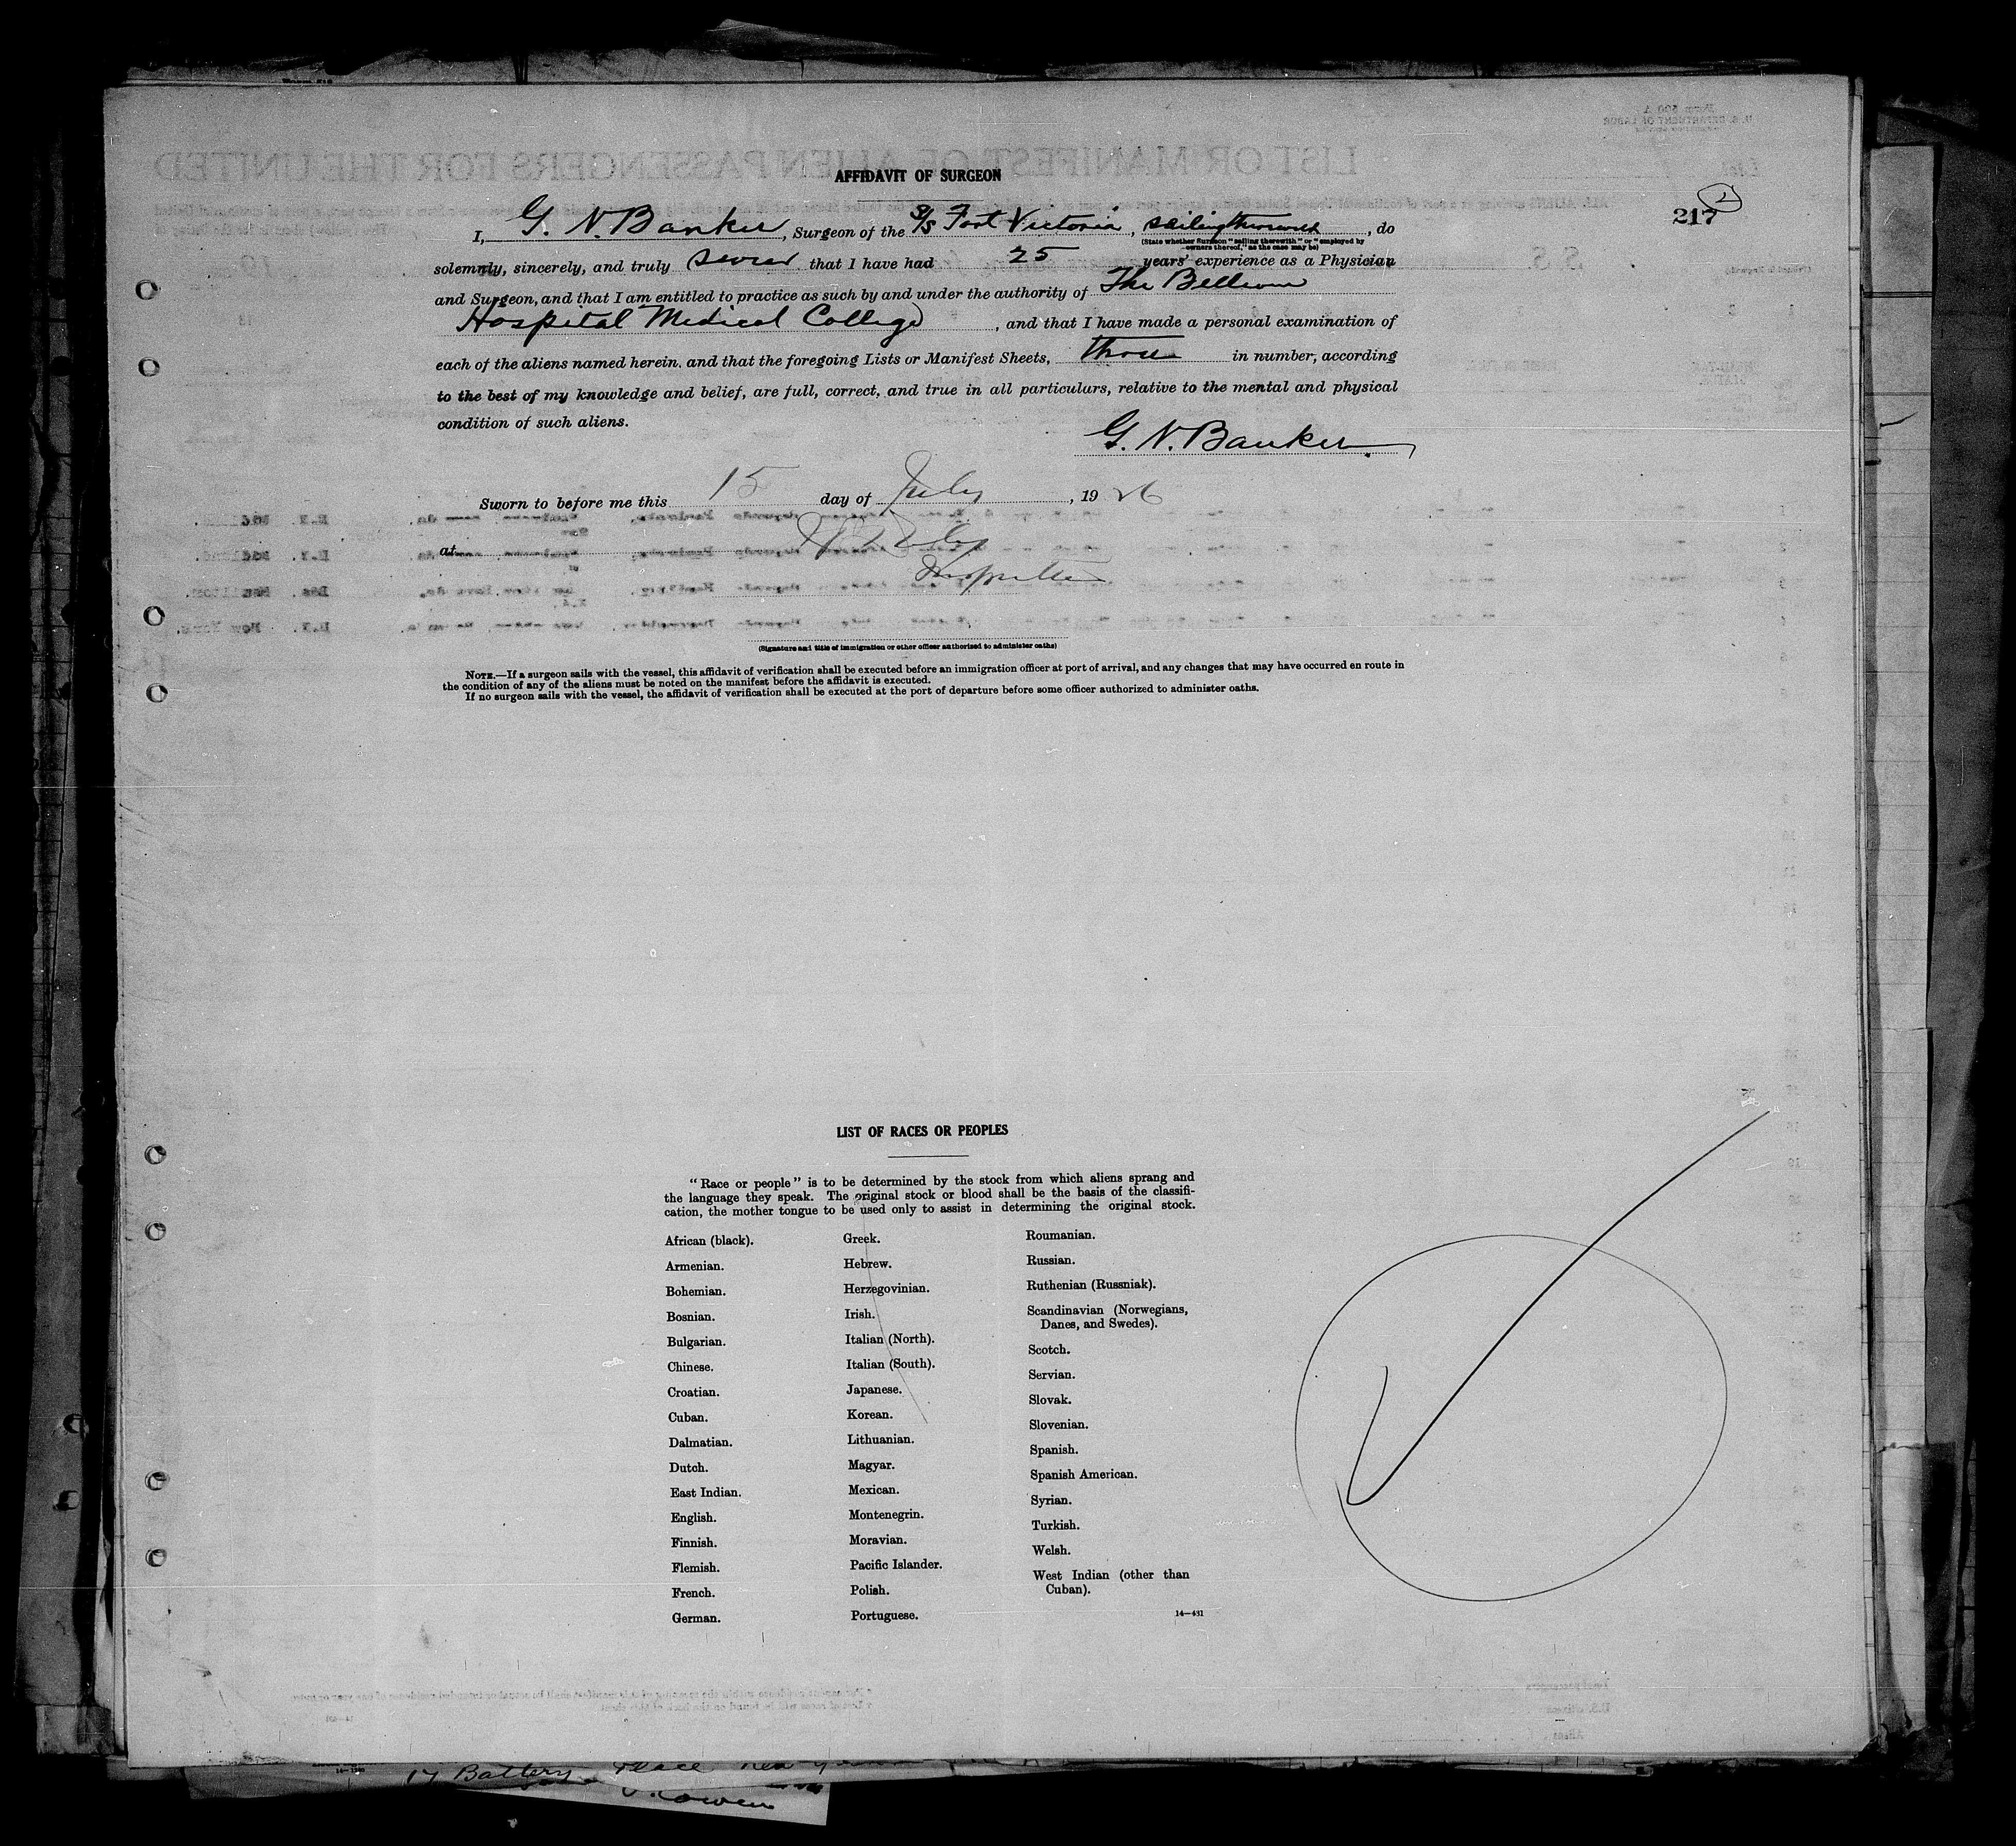 AFFIDAVIT OF SURGEON
217 2
I, G. N. Banker, Surgeon of the S/S Fort Victoria, sailing therewith, do
(State whether Surgeon "sailing therewith" or "employed by owners thereof," as the case may be)
solemnly, sincerely, and truly swear that I have had 25 years' experience as a Physician
and Surgeon, and that I am entitled to practice as such by and under the authority of The Bellevue
Hospital Medical College, and that I have made a personal examination of
each of the aliens named herein, and that the foregoing Lists or Manifest Sheets, in number, according
to the best of my knowledge and belief, are full, correct, and true in all particulars, relative to the mental and physical
condition of such aliens.
G. N. Banker.
Sworn to before me this 15 day of July, 1926
at
Inspector
(Signature and title of immigration or other officer authorized to administer oaths)
NOTE.—If a surgeon sails with the vessel, this affidavit of verification shall be executed before an immigration officer at port of arrival, and any changes that may have occurred en route in
the condition of any of the aliens must be noted on the manifest before the affidavit is executed.
If no surgeon sails with the vessel, the affidavit of verification shall be executed at the port of departure before some officer authorized to administer oaths.
LIST OF RACES OR PEOPLES
"Race or people" is to be determined by the stock from which aliens sprang and
the language they speak. The original stock or blood shall be the basis of the classifi-
cation, the mother tongue to be used only to assist in determining the original stock.
African (black).
Armenian.
Bohemian.
Bosnian.
Bulgarian.
Chinese.
Croatian.
Cuban.
Dalmatian.
Dutch.
East Indian.
English.
Finnish.
Flemish.
French.
German.
Greek.
Hebrew.
Herzegovinian.
Irish.
Italian (North).
Italian (South).
Japanese.
Korean.
Lithuanian.
Magyar.
Mexican.
Montenegrin.
Moravian.
Pacific Islander.
Polish.
Portuguese.
Roumanian.
Russian.
Ruthenian (Russniak).
Scandinavian (Norwegians,
Danes, and Swedes).
Scotch.
Servian.
Slovak.
Slovenian.
Spanish.
Spanish American.
Syrian.
Turkish.
Welsh.
West Indian (other than
Cuban).
14—431
17 Battery Place New York
Cowen